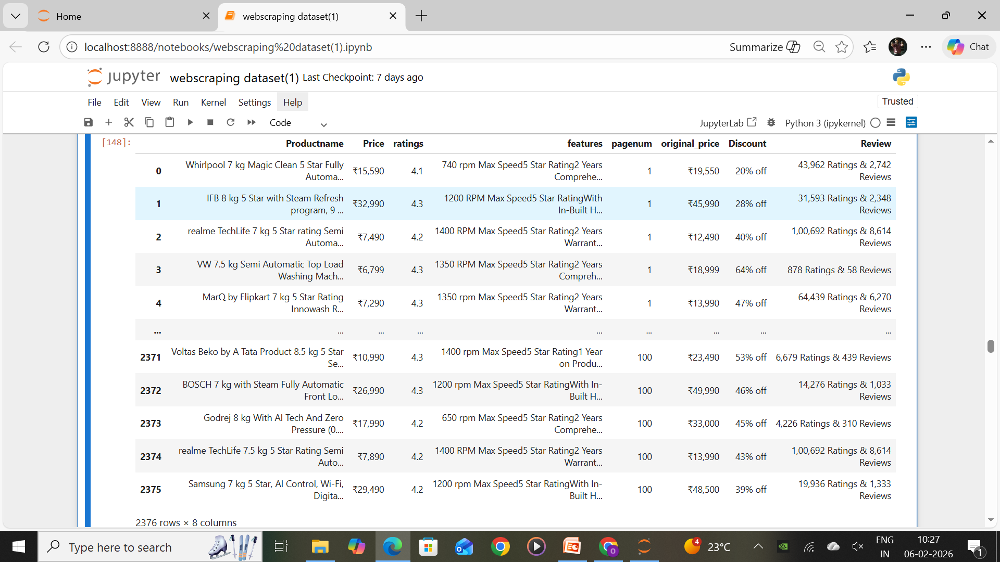 Home
webscraping dataset(1)
localhost:8888/notebooks/webscraping%20dataset(1).ipynb
Summarize
Chat
jupyter webscraping dataset(1) Last Checkpoint: 7 days ago
File Edit View Run Kernel Settings Help
Trusted
Code
JupyterLab
Python 3 (ipykernel)
[148]:
Productname Price ratings features pagenum original_price Discount Review
0 Whirlpool 7 kg Magic Clean 5 Star Fully Automa... ₹15,590 4.1 740 rpm Max Speed5 Star Rating2 Years Comprehe... 1 ₹19,550 20% off 43,962 Ratings & 2,742 Reviews
1 IFB 8 kg 5 Star with Steam Refresh program, 9 ... ₹32,990 4.3 1200 RPM Max Speed5 Star RatingWith In-Built H... 1 ₹45,990 28% off 31,593 Ratings & 2,348 Reviews
2 realme TechLife 7 kg 5 Star rating Semi Automa... ₹7,490 4.2 1400 RPM Max Speed5 Star Rating2 Years Warrant... 1 ₹12,490 40% off 1,00,692 Ratings & 8,614 Reviews
3 VW 7.5 kg Semi Automatic Top Load Washing Mach... ₹6,799 4.3 1350 RPM Max Speed5 Star Rating2 Years Compreh... 1 ₹18,999 64% off 878 Ratings & 58 Reviews
4 MarQ by Flipkart 7 kg 5 Star Rating Innowash R... ₹7,290 4.3 1350 rpm Max Speed5 Star Rating2 Years Warrant... 1 ₹13,990 47% off 64,439 Ratings & 6,270 Reviews
... ... ... ... ... ... ... ... ...
2371 Voltas Beko by A Tata Product 8.5 kg 5 Star Se... ₹10,990 4.3 1400 rpm Max Speed5 Star Rating1 Year on Produ... 100 ₹23,490 53% off 6,679 Ratings & 439 Reviews
2372 BOSCH 7 kg with Steam Fully Automatic Front Lo... ₹26,990 4.3 1200 rpm Max Speed5 Star RatingWith In-Built H... 100 ₹49,990 46% off 14,276 Ratings & 1,033 Reviews
2373 Godrej 8 kg With AI Tech And Zero Pressure (0.... ₹17,990 4.2 650 rpm Max Speed5 Star Rating2 Years Comprehe... 100 ₹33,000 45% off 4,226 Ratings & 310 Reviews
2374 realme TechLife 7.5 kg 5 Star Rating Semi Auto... ₹7,890 4.2 1400 RPM Max Speed5 Star Rating2 Years Warrant... 100 ₹13,990 43% off 1,00,692 Ratings & 8,614 Reviews
2375 Samsung 7 kg 5 Star, AI Control, Wi-Fi, Digita... ₹29,490 4.2 1200 rpm Max Speed5 Star RatingWith In-Built H... 100 ₹48,500 39% off 19,936 Ratings & 1,333 Reviews
2376 rows × 8 columns
Type here to search
4
23°C
ENG
IN
10:27
06-02-2026
1